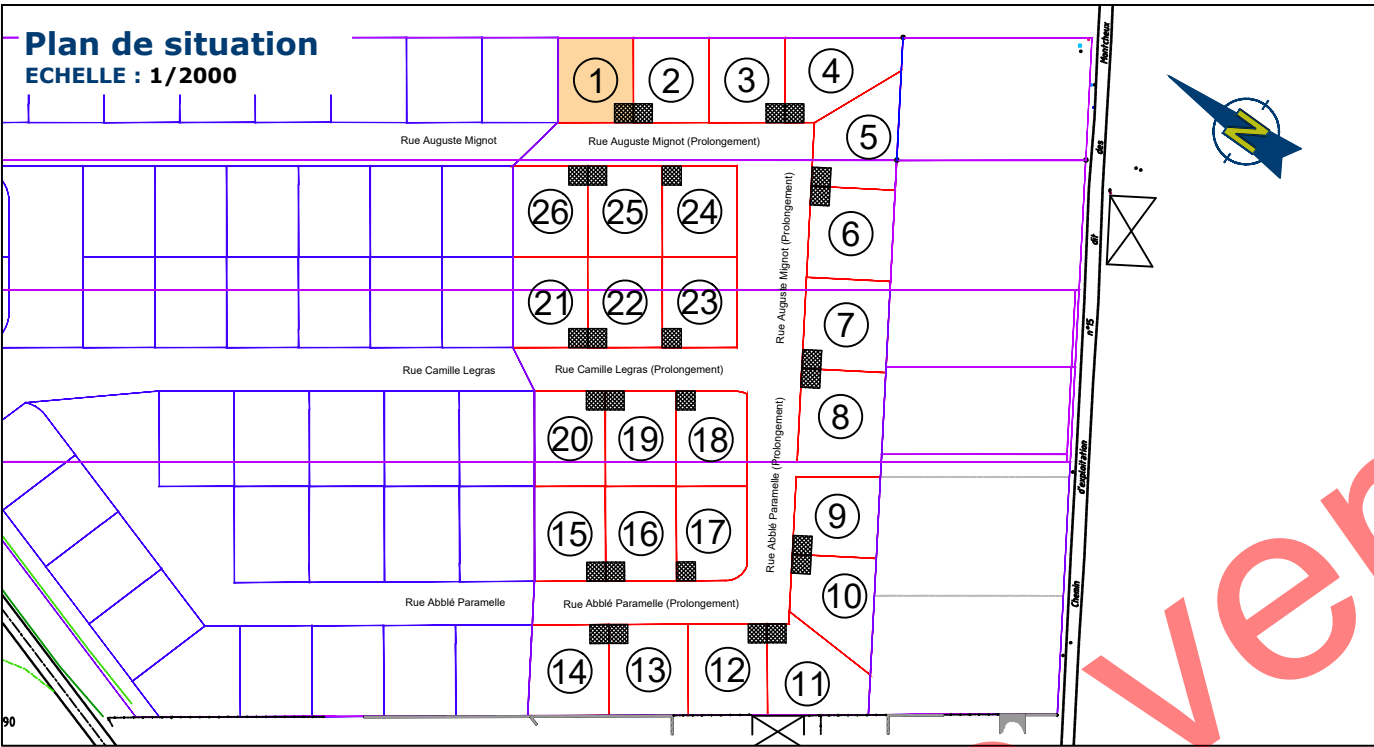 Plan de situation
ECHELLE : 1/2000
1
2
3
4
5
Rue Auguste Mignot
Rue Auguste Mignot (Prolongement)
26
25
24
6
Rue Auguste Mignot (Prolongement)
21
22
23
7
Rue Camille Legras
Rue Camille Legras (Prolongement)
8
20
19
18
Rue Abblé Paramelle (Prolongement)
15
16
17
9
10
Rue Abblé Paramelle
Rue Abblé Paramelle (Prolongement)
14
13
12
11
Chemin d'exploitation n°15 dit des Montcheux
N
90